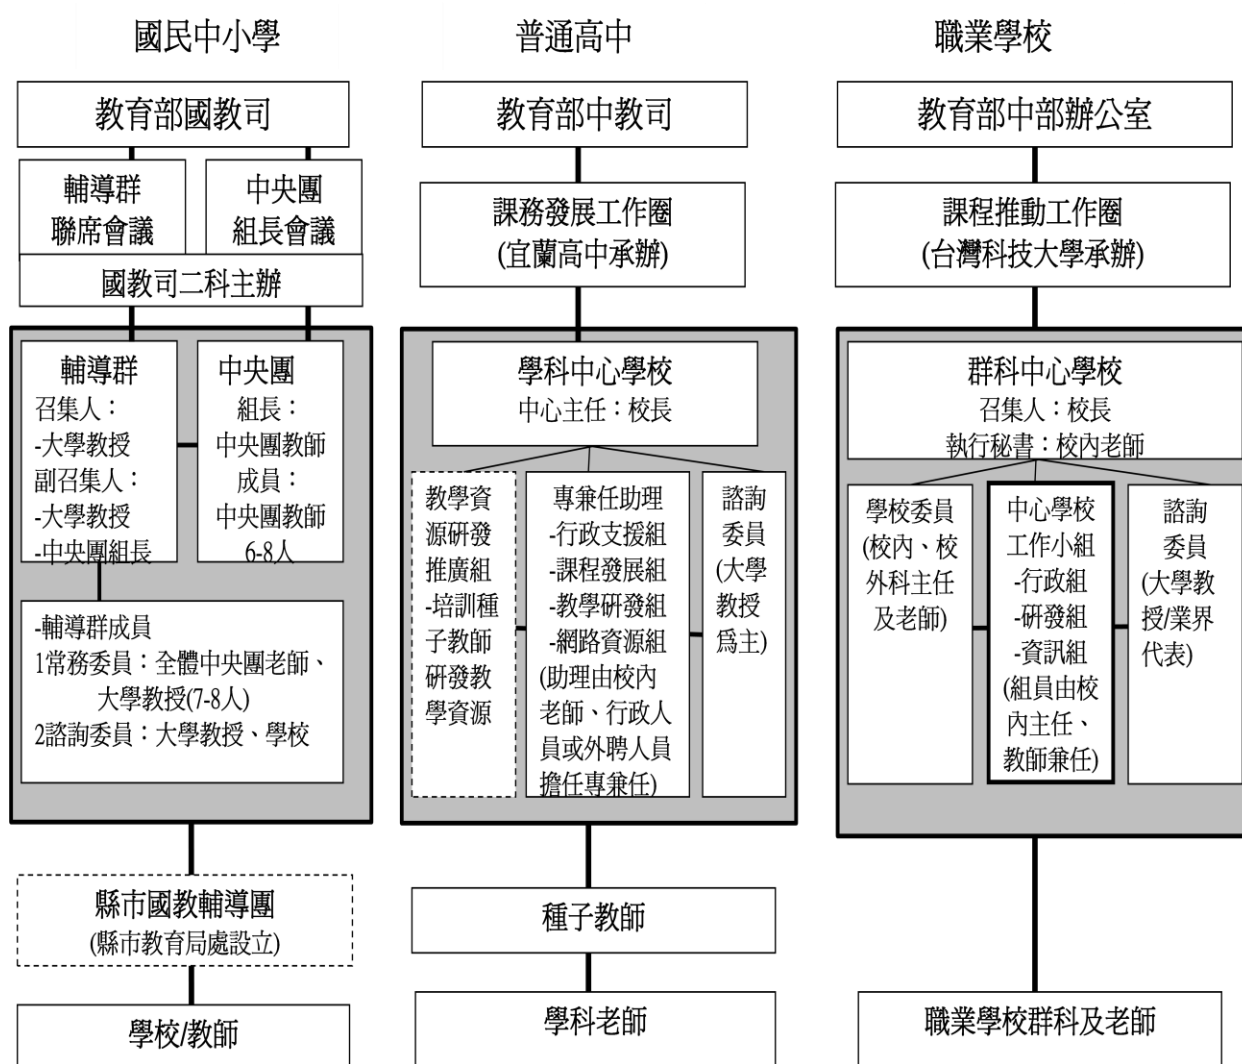 國民中小學
教育部國教司
輔導群
聯席會議
中央團
組長會議
國教司二科主辦
輔導群
召集人：
-大學教授
副召集人：
-大學教授
-中央團組長
中央團
組長：
中央團教師
成員：
中央團教師
6-8人
-輔導群成員
1常務委員：全體中央團老師、
大學教授(7-8人)
2諮詢委員：大學教授、學校
縣市國教輔導團
(縣市教育局處設立)
學校/教師
普通高中
教育部中教司
課務發展工作圈
(宜蘭高中承辦)
學科中心學校
中心主任：校長
教學資
源研發
推廣組
-培訓種
子教師
研發教
學資源
專兼任助理
-行政支援組
-課程發展組
-教學研發組
-網路資源組
(助理由校內
老師、行政人
員或外聘人員
擔任專兼任)
諮詢
委員
(大學
教授
爲主)
種子教師
學科老師
職業學校
教育部中部辦公室
課程推動工作圈
(台灣科技大學承辦)
群科中心學校
召集人：校長
執行秘書：校內老師
學校委員
(校內、校
外科主任
及老師)
中心學校
工作小組
-行政組
-研發組
-資訊組
(組員由校
內主任、
教師兼任)
諮詢
委員
(大學教
授/業界
代表)
職業學校群科及老師